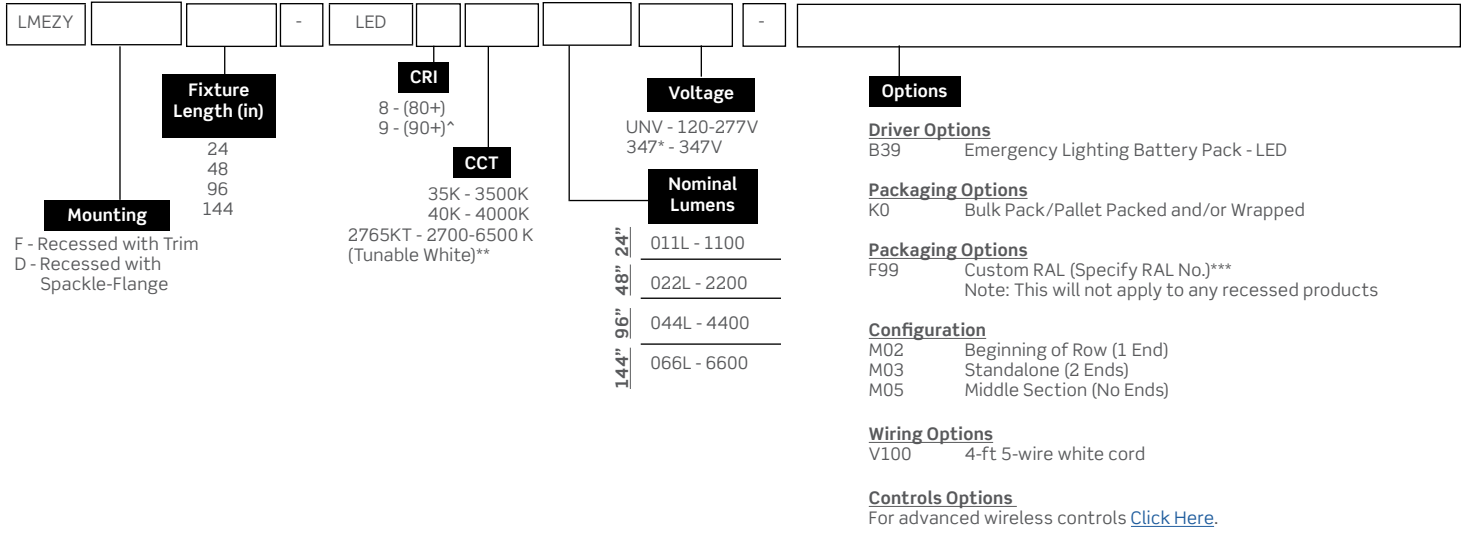 LMEZY - LED -
Mounting
F - Recessed with Trim
D - Recessed with
Spackle-Flange
Fixture
Length (in)
24
48
96
144
CRI
8 - (80+)
9 - (90+)^
CCT
35K - 3500K
40K - 4000K
2765KT - 2700-6500 K
(Tunable White)**
Voltage
UNV - 120-277V
347* - 347V
Nominal
Lumens
24" 011L - 1100
48" 022L - 2200
96" 044L - 4400
144" 066L - 6600
Options
Driver Options
B39 Emergency Lighting Battery Pack - LED
Packaging Options
K0 Bulk Pack/Pallet Packed and/or Wrapped
Packaging Options
F99 Custom RAL (Specify RAL No.)***
Note: This will not apply to any recessed products
Configuration
M02 Beginning of Row (1 End)
M03 Standalone (2 Ends)
M05 Middle Section (No Ends)
Wiring Options
V100 4-ft 5-wire white cord
Controls Options
For advanced wireless controls Click Here.